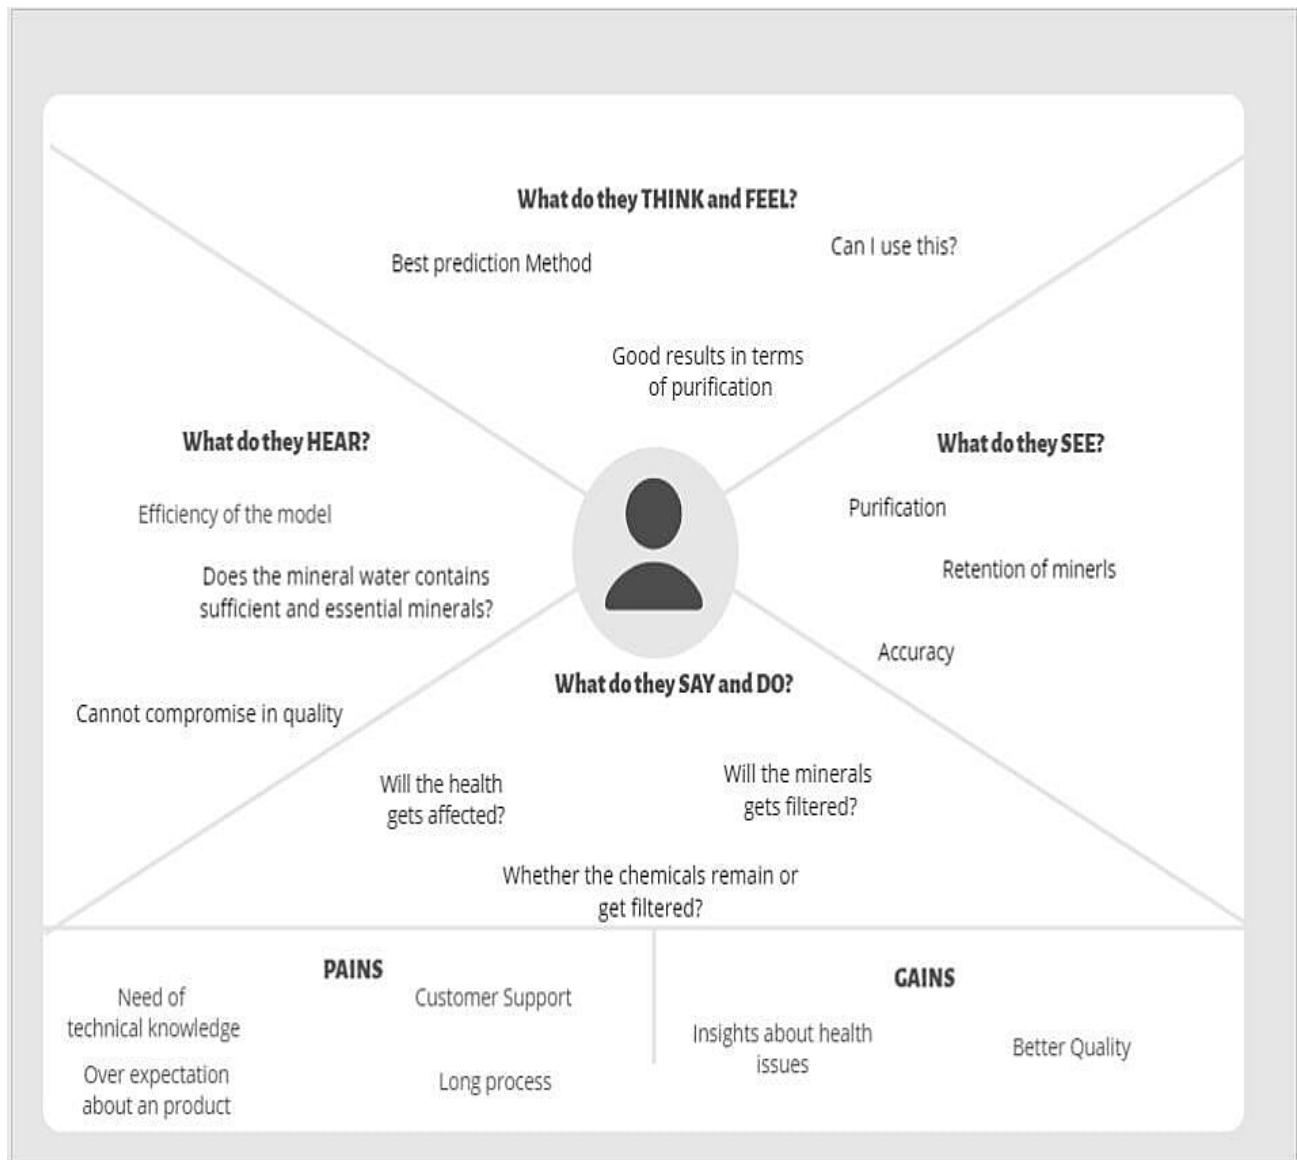 What do they THINK and FEEL?
Best prediction Method
Can I use this?
Good results in terms
of purification
What do they HEAR?
Efficiency of the model
Does the mineral water contains
sufficient and essential minerals?
Cannot compromise in quality
What do they SEE?
Purification
Retention of minerls
Accuracy
What do they SAY and DO?
Will the health
gets affected?
Will the minerals
gets filtered?
Whether the chemicals remain or
get filtered?
PAINS
Need of
technical knowledge
Customer Support
Over expectation
about an product
Long process
GAINS
Insights about health
issues
Better Quality